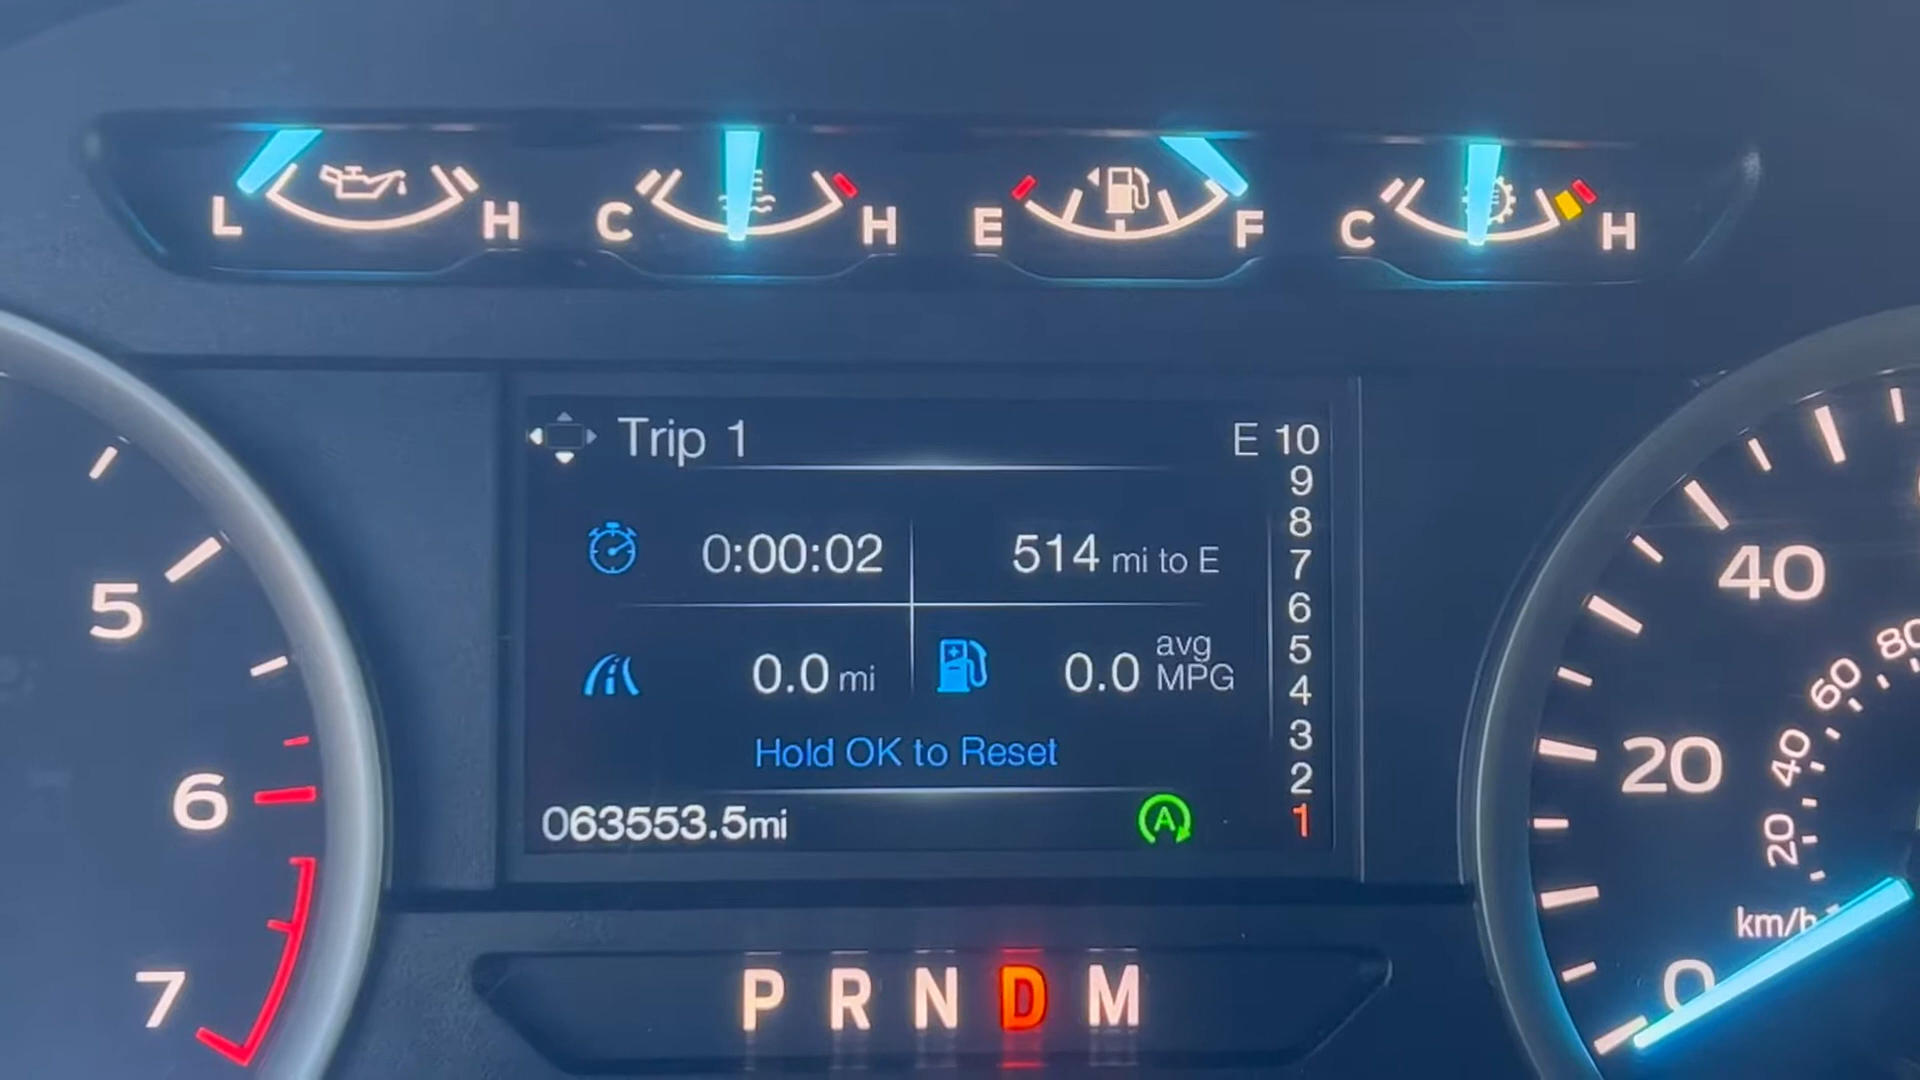 L H C H E F C H
Trip 1
E 10
9
8
7
6
5
4
3
2
1
0:00:02
514 mi to E
0.0 mi
0.0 avg MPG
Hold OK to Reset
063553.5mi
A
P R N D M
5
6
7
40
20
0
80
60
40
20
km/h